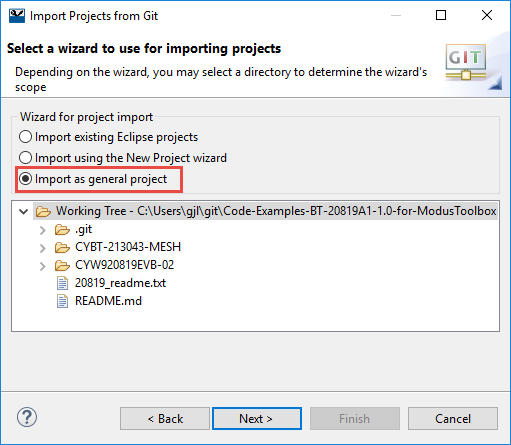 Import Projects from Git
Select a wizard to use for importing projects
Depending on the wizard, you may select a directory to determine the wizard's
scope
GIT
Wizard for project import
Import existing Eclipse projects
Import using the New Project wizard
Import as general project
Working Tree - C:\Users\gjl\git\Code-Examples-BT-20819A1-1.0-for-ModusToolbox
.git
CYBT-213043-MESH
CYW920819EVB-02
20819_readme.txt
README.md
?
< Back
Next >
Finish
Cancel